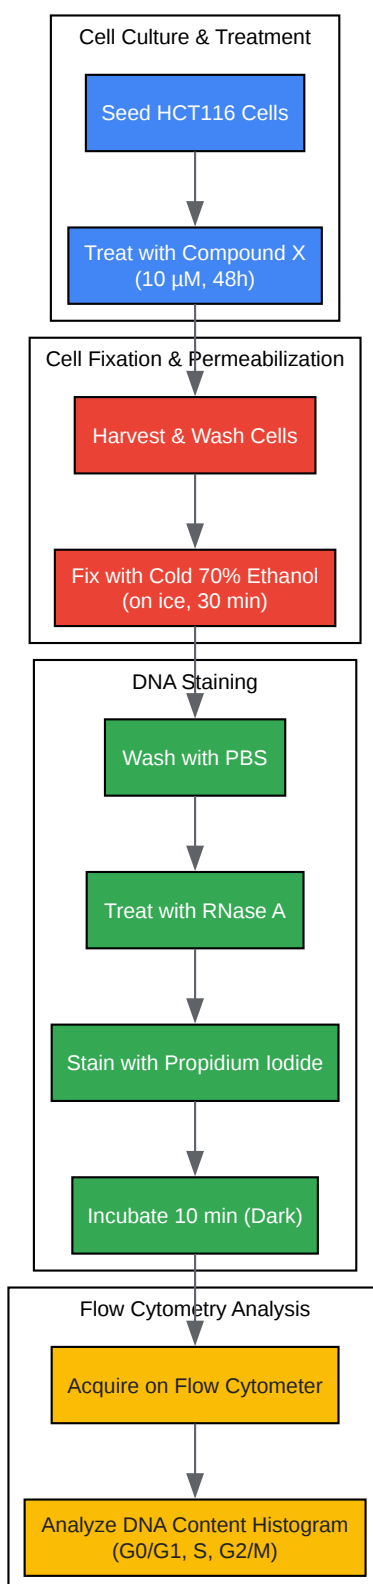 Cell Culture & Treatment
Seed HCT116 Cells
Treat with Compound X
(10 µM, 48h)
Cell Fixation & Permeabilization
Harvest & Wash Cells
Fix with Cold 70% Ethanol
(on ice, 30 min)
DNA Staining
Wash with PBS
Treat with RNase A
Stain with Propidium Iodide
Incubate 10 min (Dark)
Flow Cytometry Analysis
Acquire on Flow Cytometer
Analyze DNA Content Histogram
(G0/G1, S, G2/M)